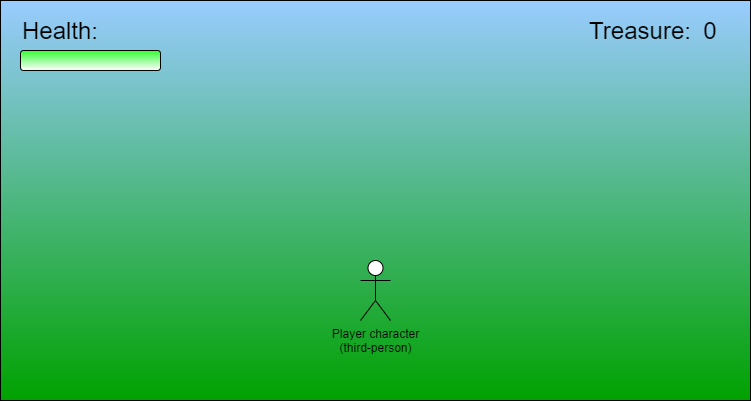 Health:
Treasure: 0
Player character
(third-person)